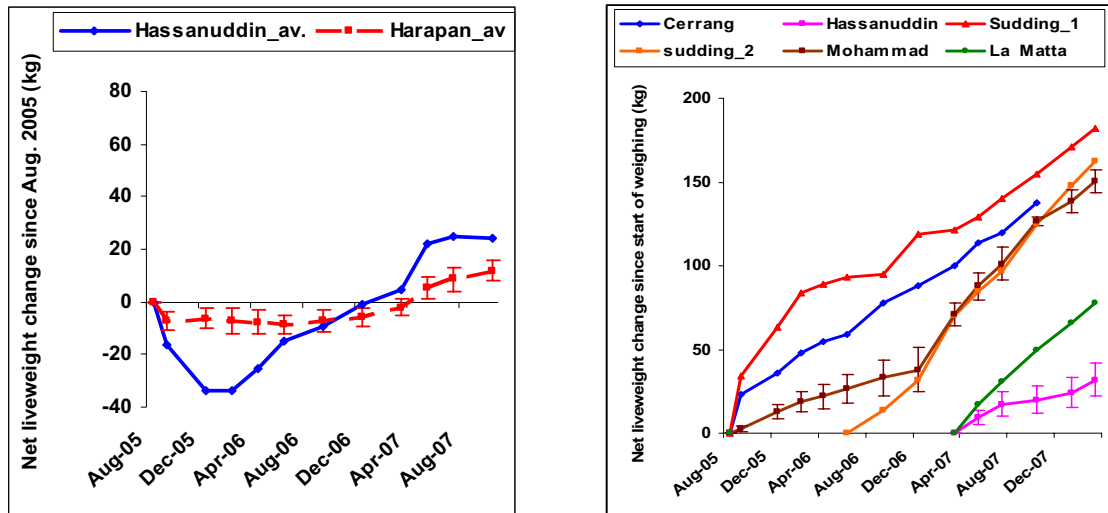 Hassanuddin_av. Harapan_av
Net liveweight change since Aug. 2005 (kg)
80
60
40
20
0
-20
-40
Aug-05 Dec-05 Apr-06 Aug-06 Dec-06 Apr-07 Aug-07
Cerrang Hassanuddin Sudding_1
sudding_2 Mohammad La Matta
Net liveweight change since start of weighing (kg)
200
150
100
50
0
Aug-05 Dec-05 Apr-06 Aug-06 Dec-06 Apr-07 Aug-07 Dec-07